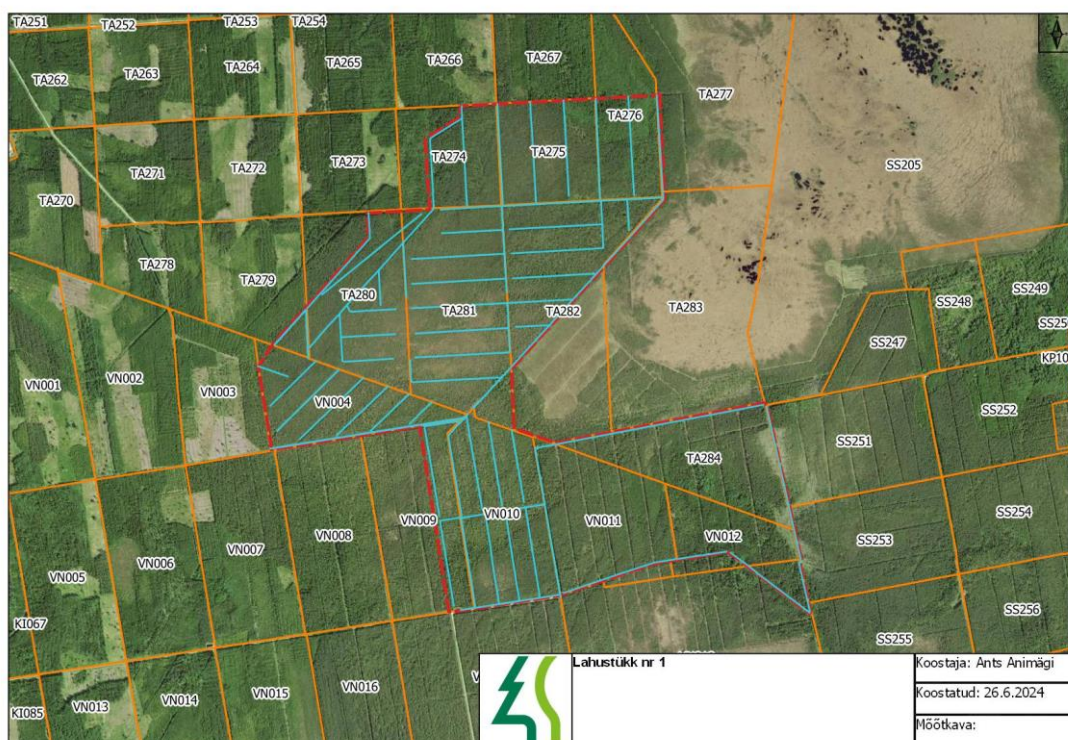 TA251
TA252
TA253
TA254
TA262
TA263
TA264
TA265
TA266
TA267
TA277
TA276
TA270
TA271
TA272
TA273
TA274
TA275
SS205
TA278
TA279
TA280
TA281
TA282
TA283
SS248
SS249
SS247
VN001
VN002
VN003
VN004
SS252
SS251
TA284
VN005
VN006
VN007
VN008
VN009
VN010
VN011
VN012
SS253
SS254
KI067
SS256
SS255
KI085
VN013
VN014
VN015
VN016
Lahustükk nr 1
Koostaja: Ants Animägi
Koostatud: 26.6.2024
Mõõtkava: